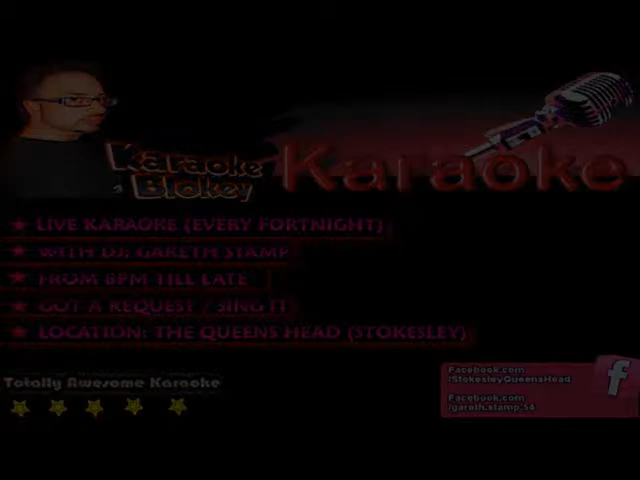 Karaoke
Blokey
Karaoke
★ LIVE KARAOKE (EVERY FORTNIGHT)
★ WITH DJ: GARETH STAMP
★ FROM 8PM TILL LATE
★ GOT A REQUEST / SING IT
★ LOCATION: THE QUEENS HEAD (STOKESLEY)
Totally Awesome Karaoke
Facebook.com
/StokesleyQueensHead
Facebook.com
/gareth.stamp.54
f